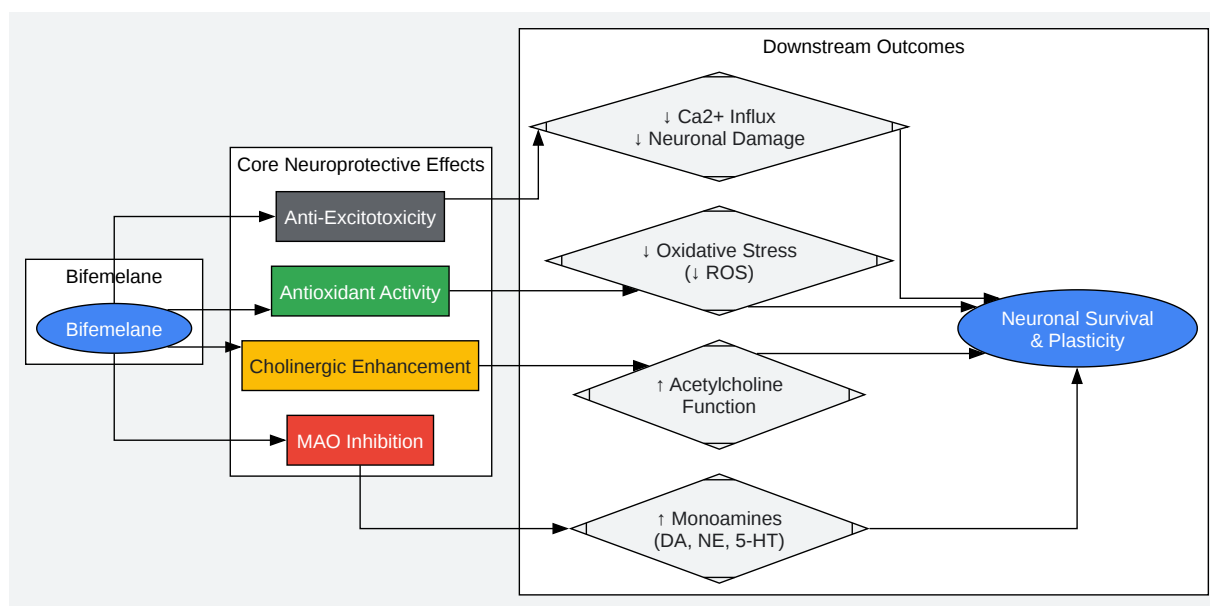 Downstream Outcomes
↓ Ca2+ Influx
↓ Neuronal Damage
Core Neuroprotective Effects
Anti-Excitotoxicity
↓ Oxidative Stress
(↓ ROS)
Bifemelane
Antioxidant Activity
Bifemelane
Neuronal Survival
& Plasticity
Cholinergic Enhancement
↑ Acetylcholine
Function
MAO Inhibition
↑ Monoamines
(DA, NE, 5-HT)